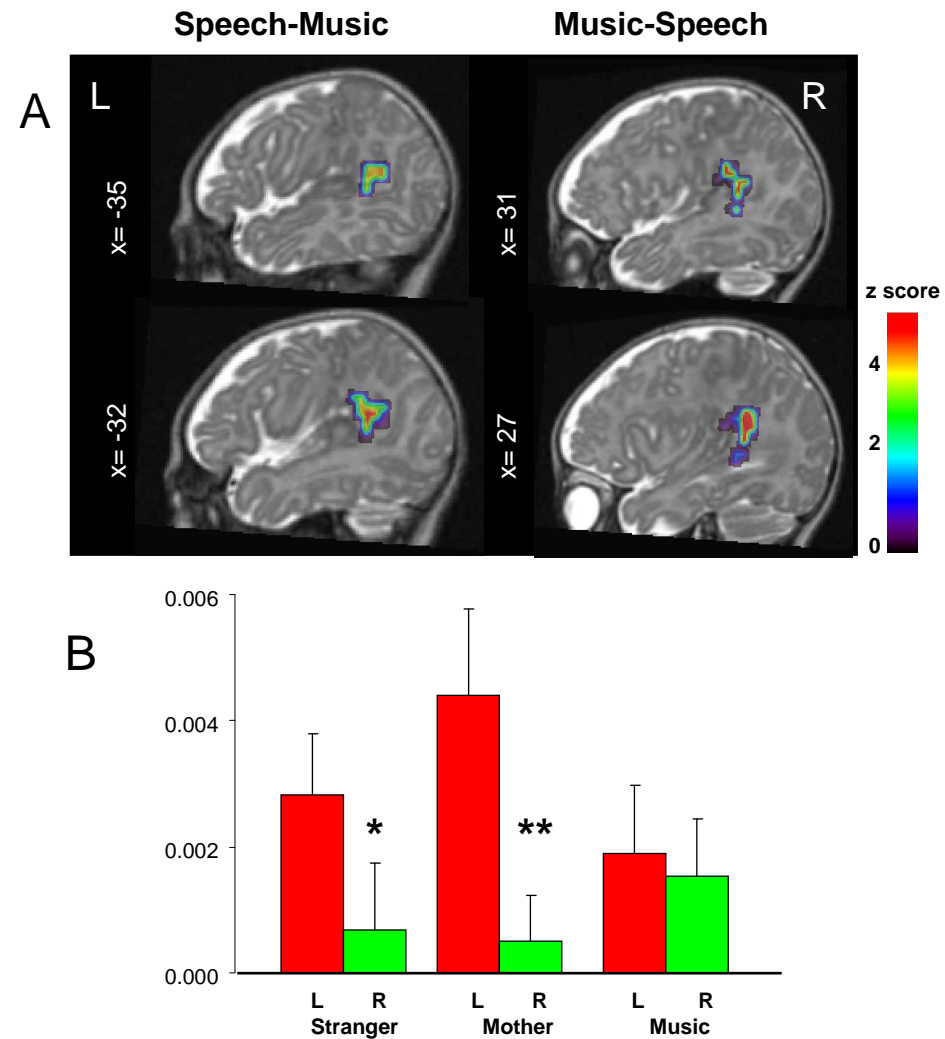 Speech-Music Music-Speech
A
L R
x= -35 x= 31
z score
4
x= -32 x= 27
2
0
B
0.006
0.004
0.002
0.000
* **
L R L R L R
Stranger Mother Music